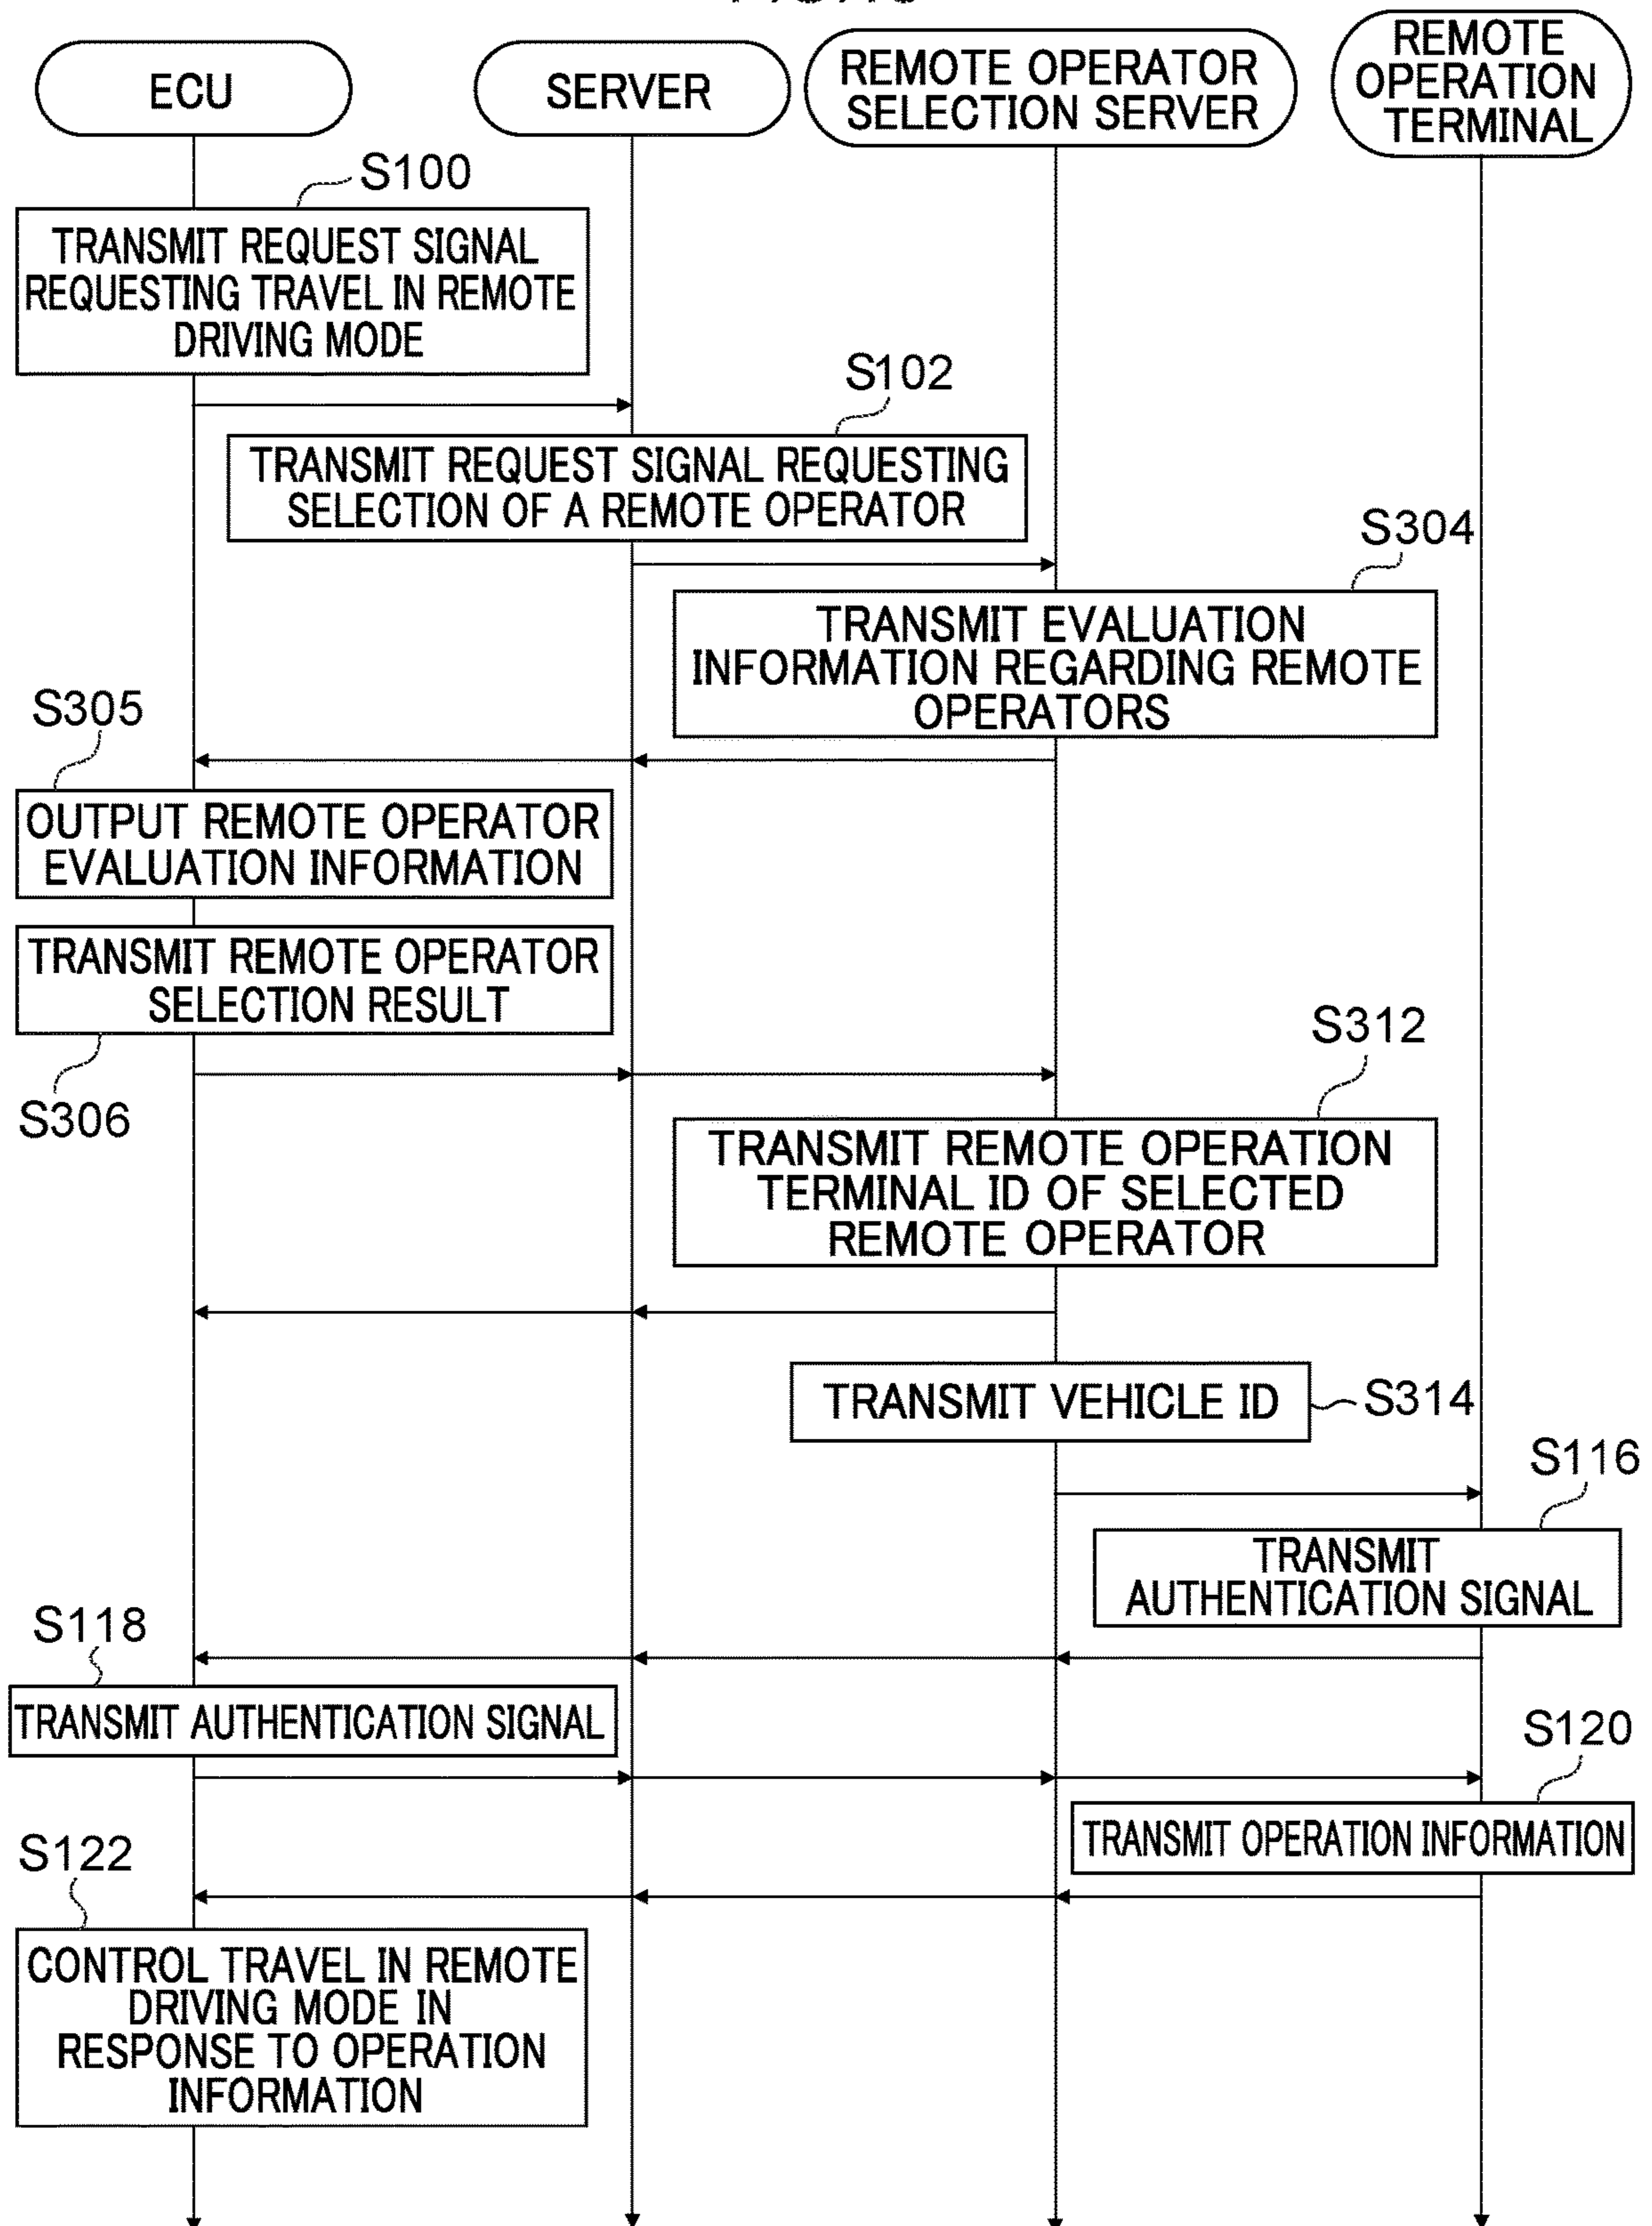 ECU
SERVER
REMOTE OPERATOR
SELECTION SERVER
REMOTE
OPERATION
TERMINAL
S100
TRANSMIT REQUEST SIGNAL
REQUESTING TRAVEL IN REMOTE
DRIVING MODE
S102
TRANSMIT REQUEST SIGNAL REQUESTING
SELECTION OF A REMOTE OPERATOR
S304
TRANSMIT EVALUATION
INFORMATION REGARDING REMOTE
OPERATORS
S305
OUTPUT REMOTE OPERATOR
EVALUATION INFORMATION
TRANSMIT REMOTE OPERATOR
SELECTION RESULT
S306
S312
TRANSMIT REMOTE OPERATION
TERMINAL ID OF SELECTED
REMOTE OPERATOR
TRANSMIT VEHICLE ID
S314
S116
TRANSMIT
AUTHENTICATION SIGNAL
S118
TRANSMIT AUTHENTICATION SIGNAL
S120
TRANSMIT OPERATION INFORMATION
S122
CONTROL TRAVEL IN REMOTE
DRIVING MODE IN
RESPONSE TO OPERATION
INFORMATION